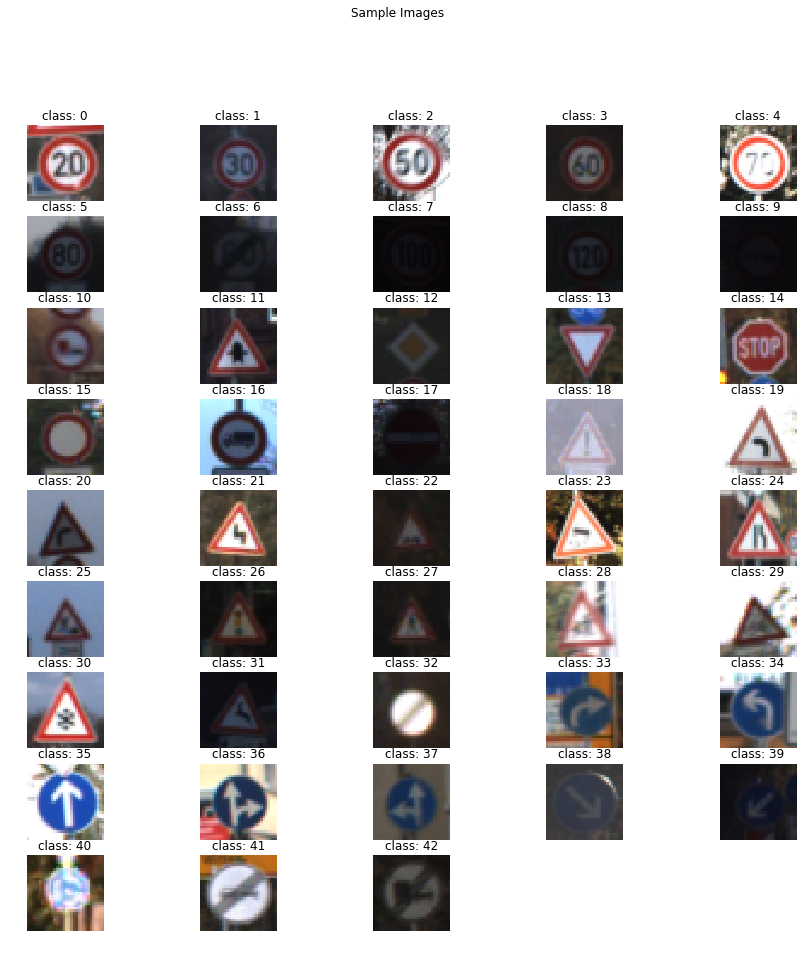 Sample Images
class: 0 class: 1 class: 2 class: 3 class: 4
20 30 50 60 70
class: 5 class: 6 class: 7 class: 8 class: 9
80 80 100 120
class: 10 class: 11 class: 12 class: 13 class: 14
STOP
class: 15 class: 16 class: 17 class: 18 class: 19
class: 20 class: 21 class: 22 class: 23 class: 24
class: 25 class: 26 class: 27 class: 28 class: 29
class: 30 class: 31 class: 32 class: 33 class: 34
class: 35 class: 36 class: 37 class: 38 class: 39
class: 40 class: 41 class: 42